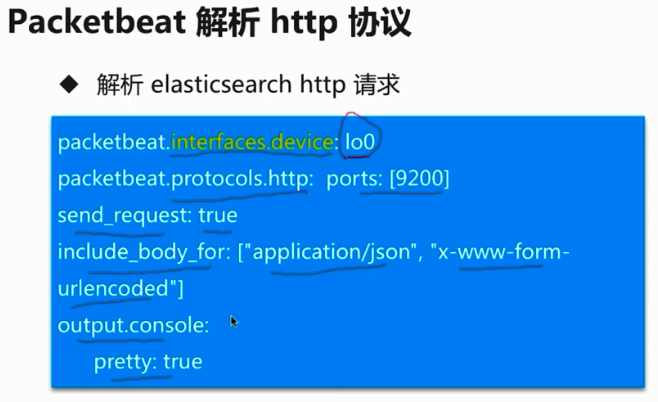 Packetbeat 解析 http 协议
◆ 解析 elasticsearch http 请求
packetbeat.interfaces.device: lo0
packetbeat.protocols.http:  ports: [9200]
send_request: true
include_body_for: ["application/json", "x-www-form-
urlencoded"]
output.console:
pretty: true